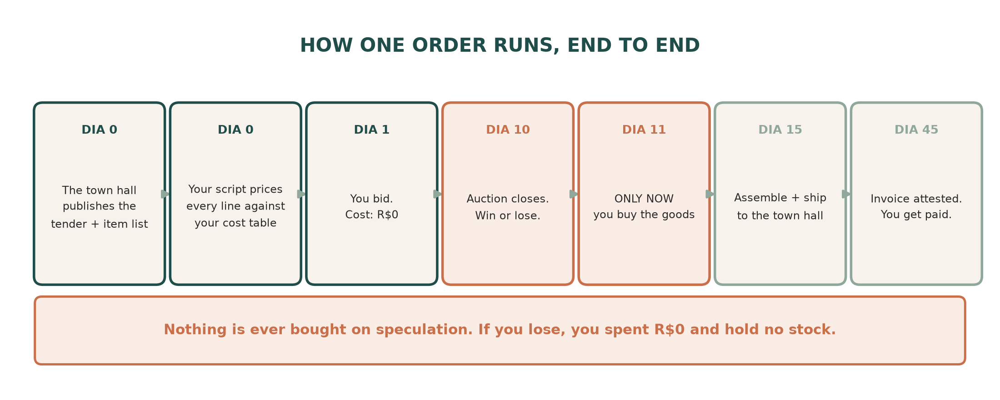 HOW ONE ORDER RUNS, END TO END
DIA 0
The town hall
publishes the
tender + item list
DIA 0
Your script prices
every line against
your cost table
DIA 1
You bid.
Cost: R$0
DIA 10
Auction closes.
Win or lose.
DIA 11
ONLY NOW
you buy the goods
DIA 15
Assemble + ship
to the town hall
DIA 45
Invoice attested.
You get paid.
Nothing is ever bought on speculation. If you lose, you spent R$0 and hold no stock.